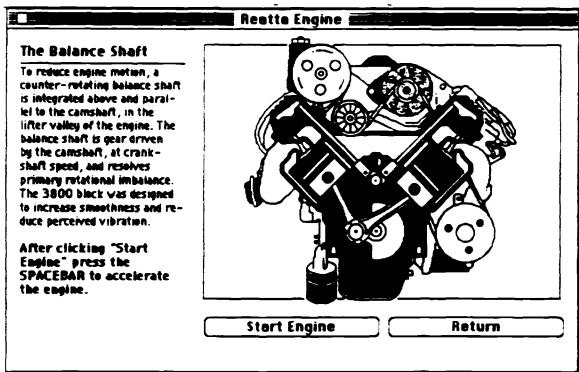 Reatta Engine
The Balance Shaft
To reduce engine motion, a
counter-rotating balance shaft
is integrated above and paral-
lel to the camshaft, in the
lifter valley of the engine. The
balance shaft is gear driven
by the camshaft, at crank-
shaft speed, and resolves
primary rotational imbalance.
The 3800 block was designed
to increase smoothness and re-
duce perceived vibration.
After clicking "Start
Engine" press the
SPACEBAR to accelerate
the engine.
Start Engine
Return